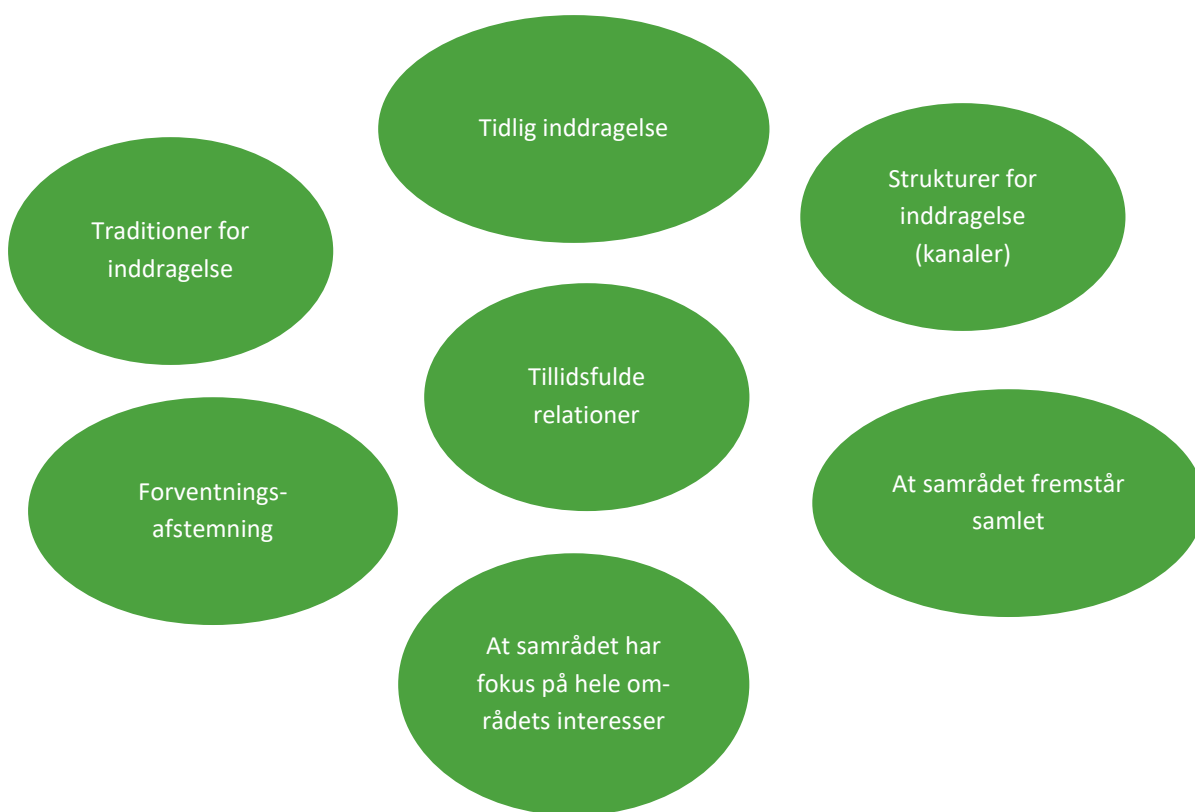 Tidlig inddragelse
Strukturer for
inddragelse
(kanaler)
Traditioner for
inddragelse
Tillidsfulde
relationer
Forventnings-
afstemning
At samrådet fremstår
samlet
At samrådet har
fokus på hele om-
rådets interesser